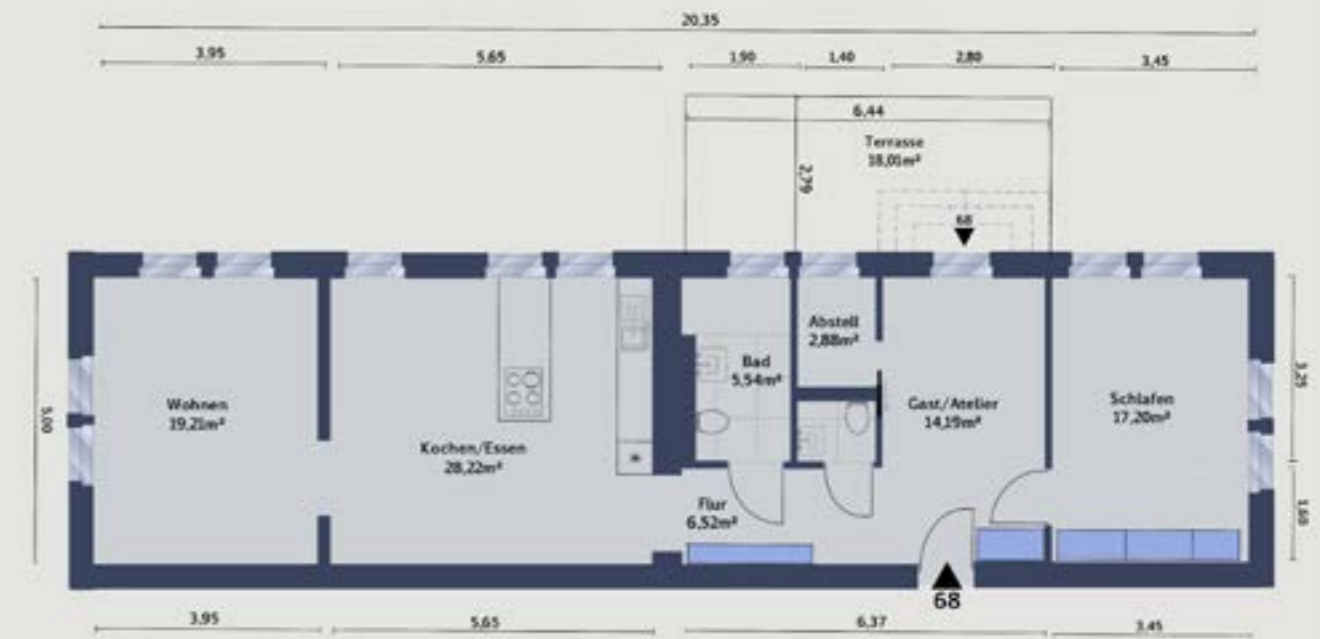 20,35
3,95
5,65
1,90
1,40
2,80
3,45
6,44
Terrasse
18,01m²
2,79
68
Wohnen
19,21m²
Kochen/Essen
28,22m²
Bad
5,54m²
Abstell
2,88m²
Gast/Atelier
14,19m²
Schlafen
17,20m²
Flur
6,52m²
5,00
3,25
1,60
68
3,95
5,65
6,37
3,45